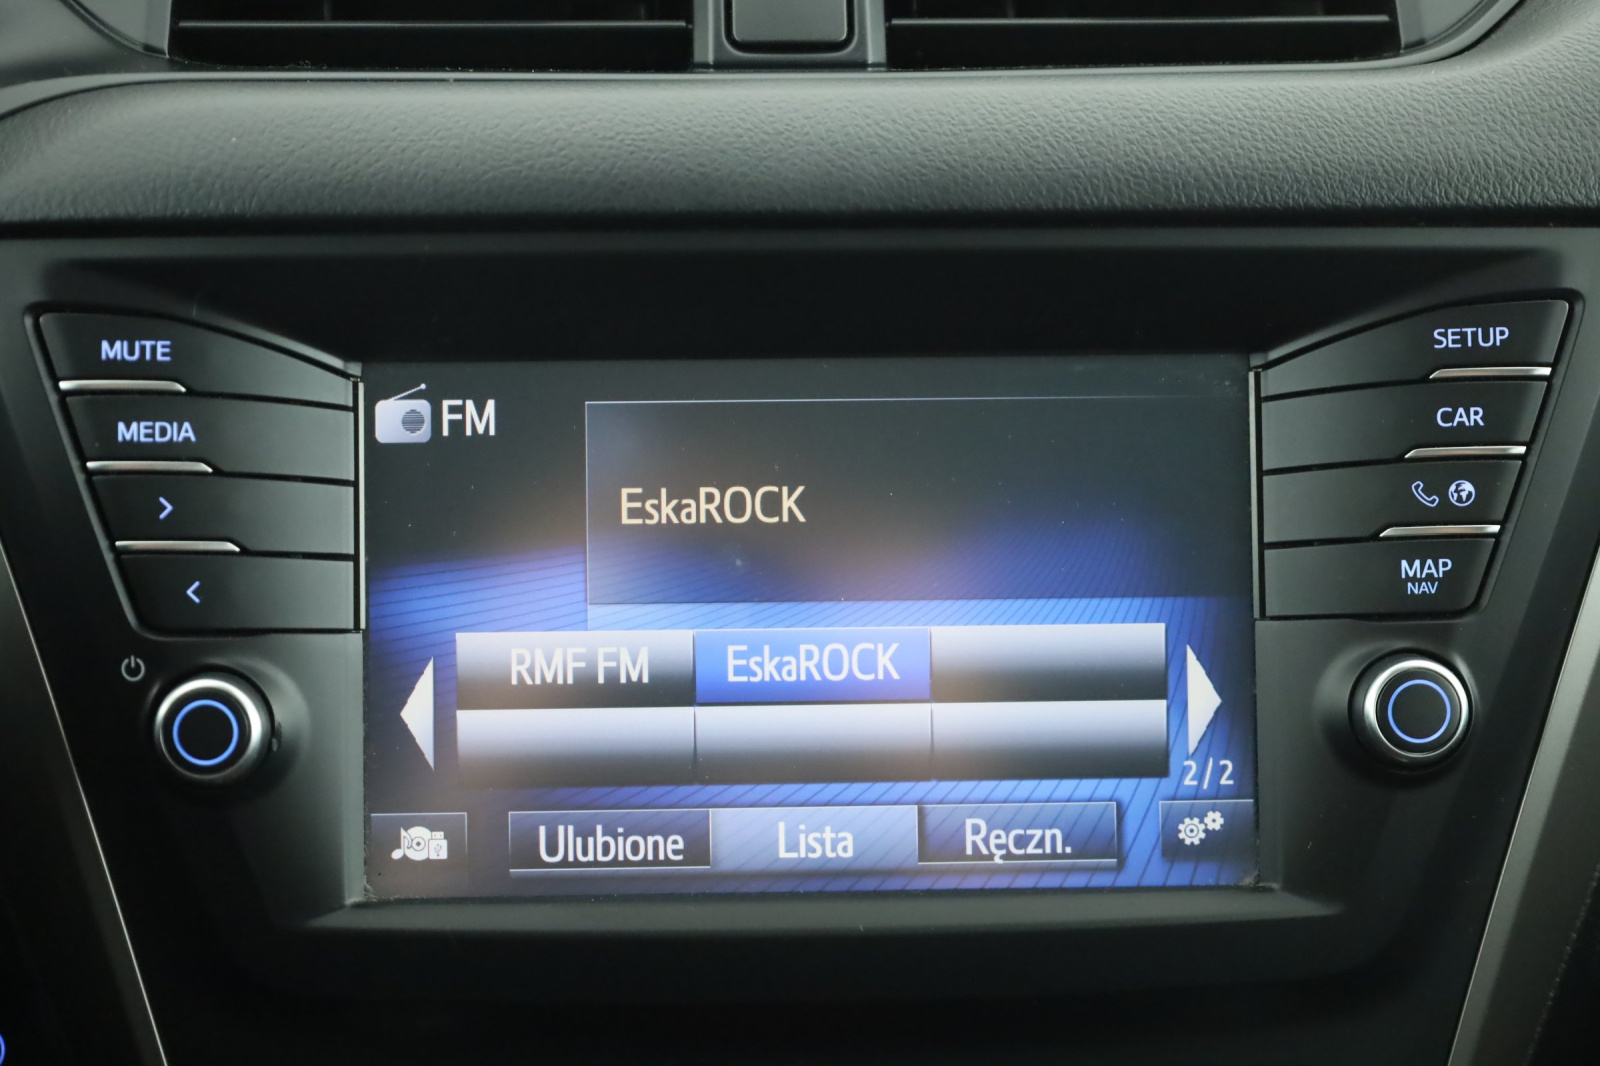 MUTE
MEDIA
SETUP
CAR
MAP
NAV
FM
EskaROCK
RMF FM
EskaROCK
2/2
Ulubione
Lista
Ręczn.